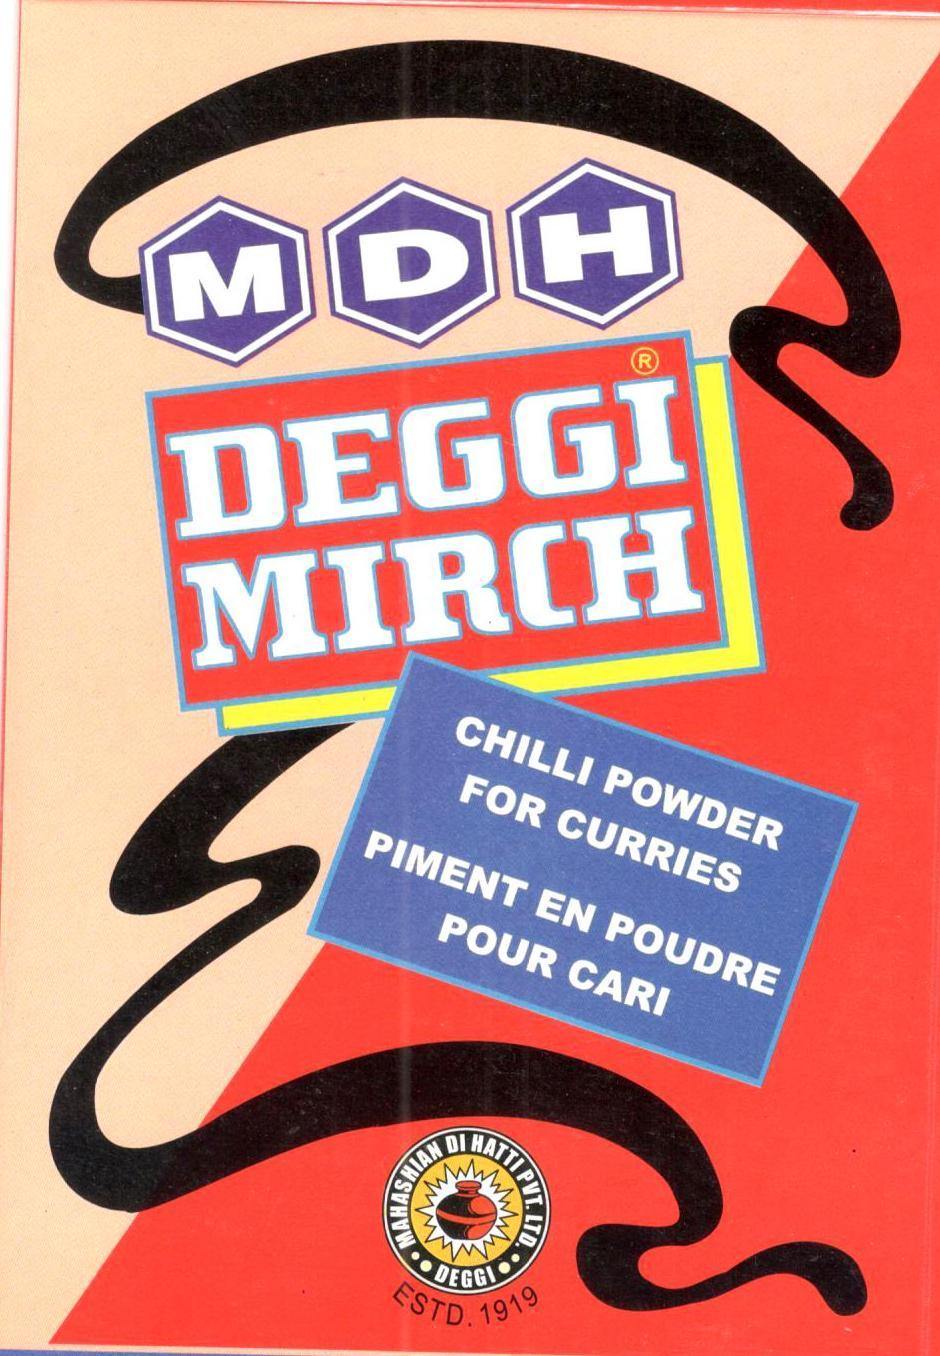 MDH
DEGGI ®
MIRCH
CHILLI POWDER
FOR CURRIES
PIMENT EN POUDRE
POUR CARI
MAHASHIAN DI HATTI PVT. LTD.
DEGGI
ESTD. 1919